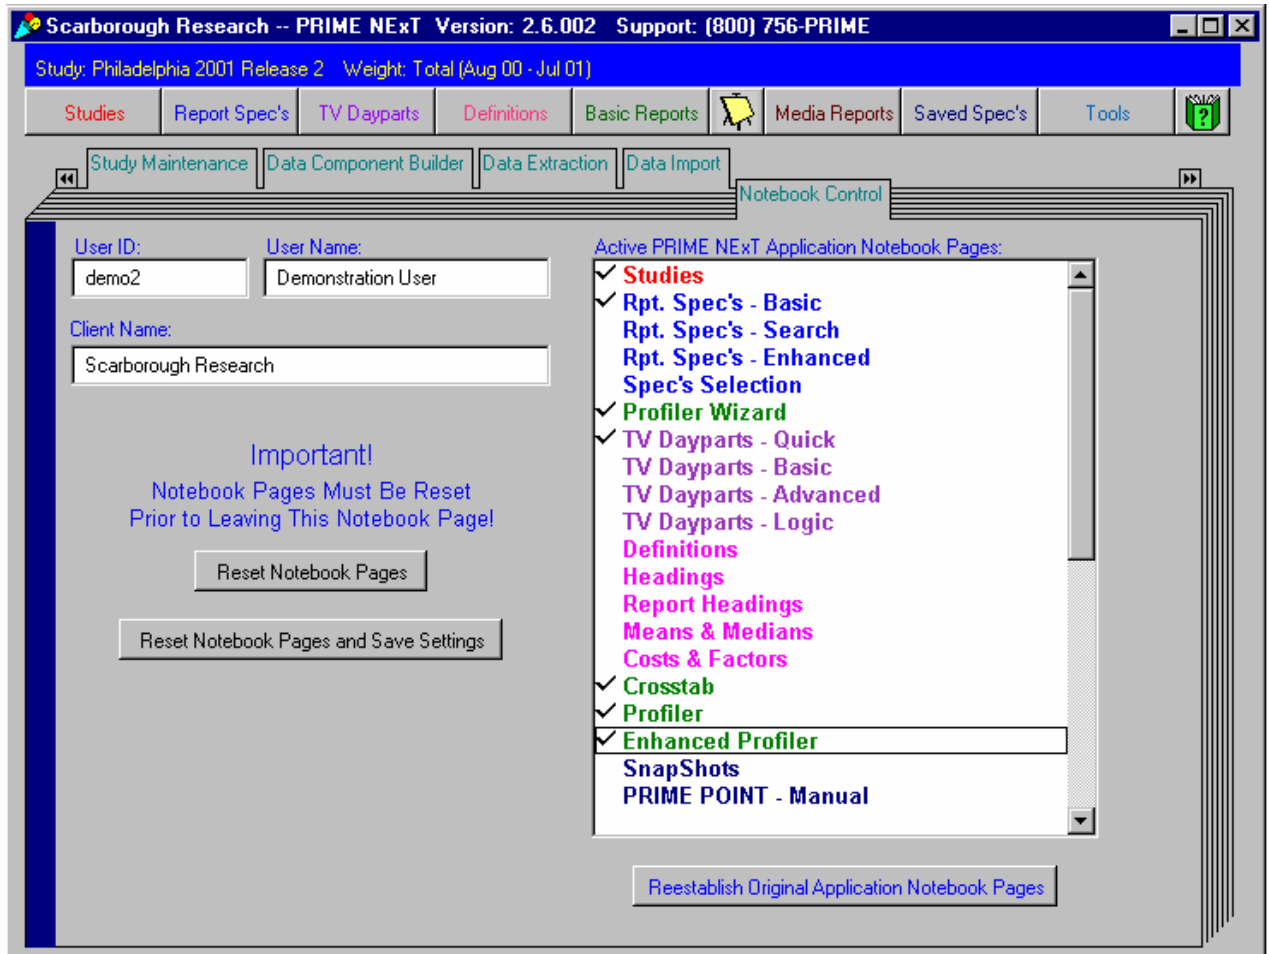 Scarborough Research -- PRIME NExT Version: 2.6.002 Support: (800) 756-PRIME
Study: Philadelphia 2001 Release 2 Weight: Total (Aug 00 - Jul 01)
Studies Report Spec's TV Dayparts Definitions Basic Reports Media Reports Saved Spec's Tools ?
Study Maintenance Data Component Builder Data Extraction Data Import
Notebook Control
User ID: User Name:
demo2 Demonstration User
Client Name:
Scarborough Research
Important!
Notebook Pages Must Be Reset
Prior to Leaving This Notebook Page!
Reset Notebook Pages
Reset Notebook Pages and Save Settings
Active PRIME NExT Application Notebook Pages:
Studies
Rpt. Spec's - Basic
Rpt. Spec's - Search
Rpt. Spec's - Enhanced
Spec's Selection
Profiler Wizard
TV Dayparts - Quick
TV Dayparts - Basic
TV Dayparts - Advanced
TV Dayparts - Logic
Definitions
Headings
Report Headings
Means & Medians
Costs & Factors
Crosstab
Profiler
Enhanced Profiler
SnapShots
PRIME POINT - Manual
Reestablish Original Application Notebook Pages